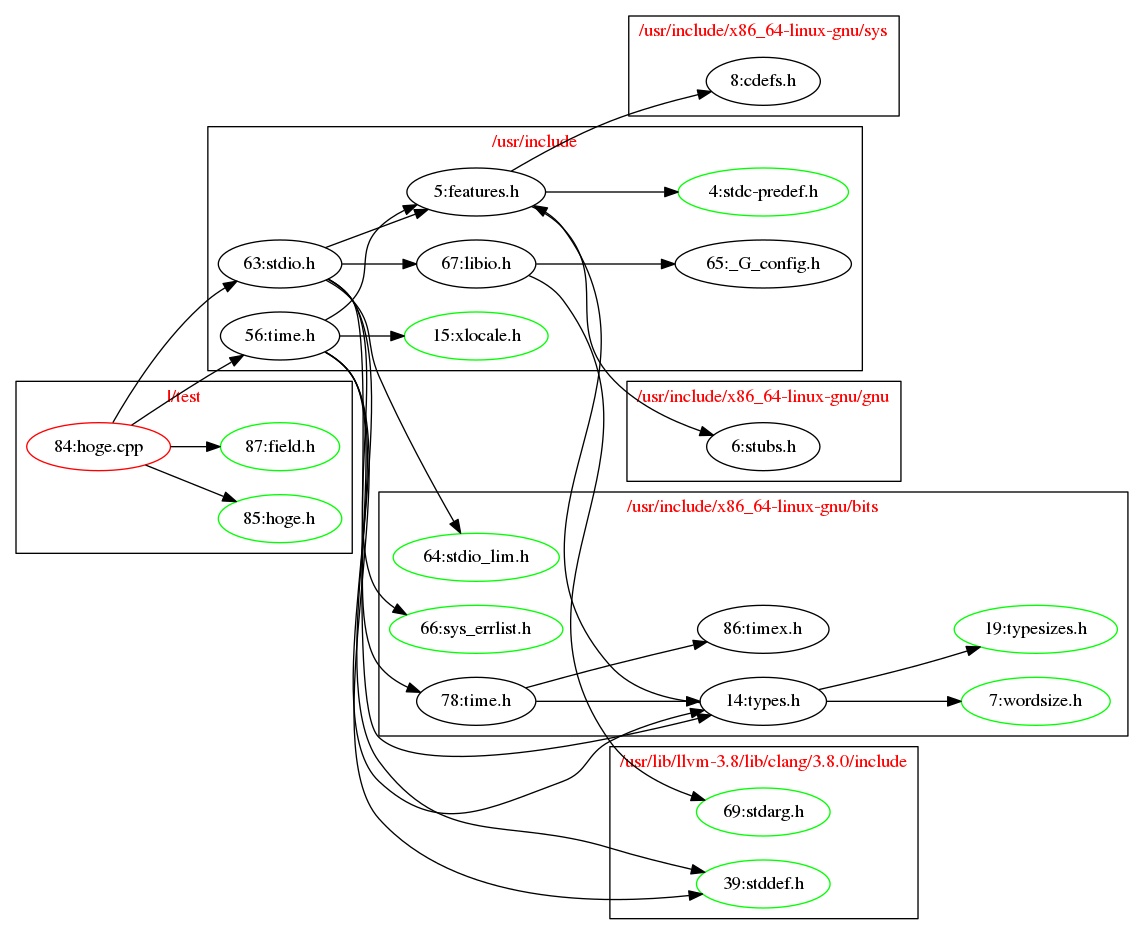 /usr/include/x86_64-linux-gnu/sys
8:cdefs.h
/usr/include
5:features.h
4:stdc-predef.h
63:stdio.h
67:libio.h
65:_G_config.h
56:time.h
15:xlocale.h
l/test
84:hoge.cpp
87:field.h
85:hoge.h
/usr/include/x86_64-linux-gnu/gnu
6:stubs.h
/usr/include/x86_64-linux-gnu/bits
64:stdio_lim.h
66:sys_errlist.h
86:timex.h
19:typesizes.h
78:time.h
14:types.h
7:wordsize.h
/usr/lib/llvm-3.8/lib/clang/3.8.0/include
69:stdarg.h
39:stddef.h